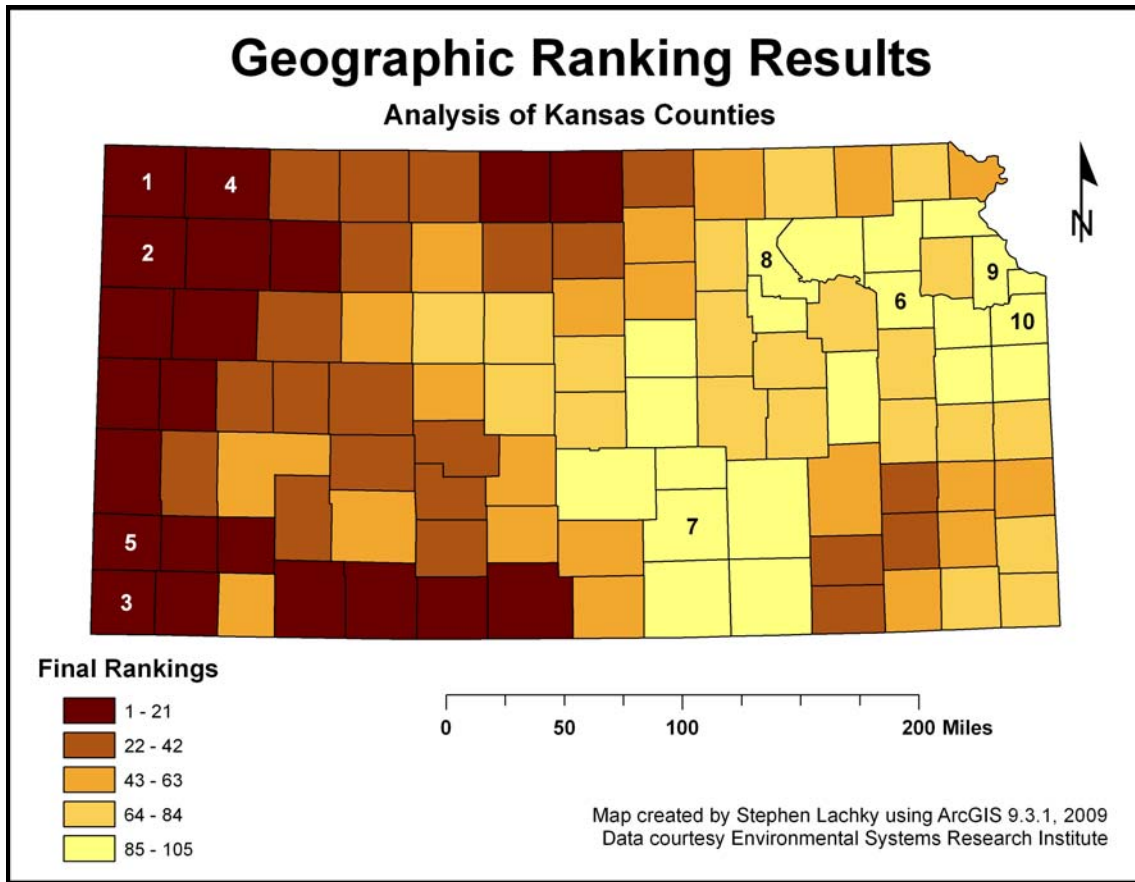 Geographic Ranking Results
Analysis of Kansas Counties
N
1 4
2
8
9
6
10
7
5
3
Final Rankings
1 - 21
22 - 42
43 - 63
64 - 84
85 - 105
0 50 100 200 Miles
Map created by Stephen Lachky using ArcGIS 9.3.1, 2009
Data courtesy Environmental Systems Research Institute